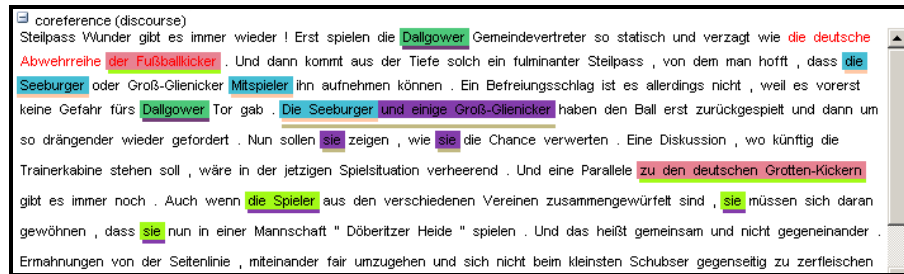 coreference (discourse)
Steilpass Wunder gibt es immer wieder ! Erst spielen die Dallgower Gemeindevertreter so statisch und verzagt wie die deutsche
Abwehrreihe der Fußballkicker . Und dann kommt aus der Tiefe solch ein fulminanter Steilpass , von dem man hofft , dass die
Seeburger oder Groß-Glienicker Mitspieler ihn aufnehmen können . Ein Befreiungsschlag ist es allerdings nicht , weil es vorerst
keine Gefahr fürs Dallgower Tor gab . Die Seeburger und einige Groß-Glienicker haben den Ball erst zurückgespielt und dann um
so drängender wieder gefordert . Nun sollen sie zeigen , wie sie die Chance verwerten . Eine Diskussion , wo künftig die
Trainerkabine stehen soll , wäre in der jetzigen Spielsituation verheerend . Und eine Parallele zu den deutschen Grotten-Kickern
gibt es immer noch . Auch wenn die Spieler aus den verschiedenen Vereinen zusammengewürfelt sind , sie müssen sich daran
gewöhnen , dass sie nun in einer Mannschaft " Döberitzer Heide " spielen . Und das heißt gemeinsam und nicht gegeneinander .
Ermahnungen von der Seitenlinie , miteinander fair umzugehen und sich nicht beim kleinsten Schubser gegenseitig zu zerfleischen